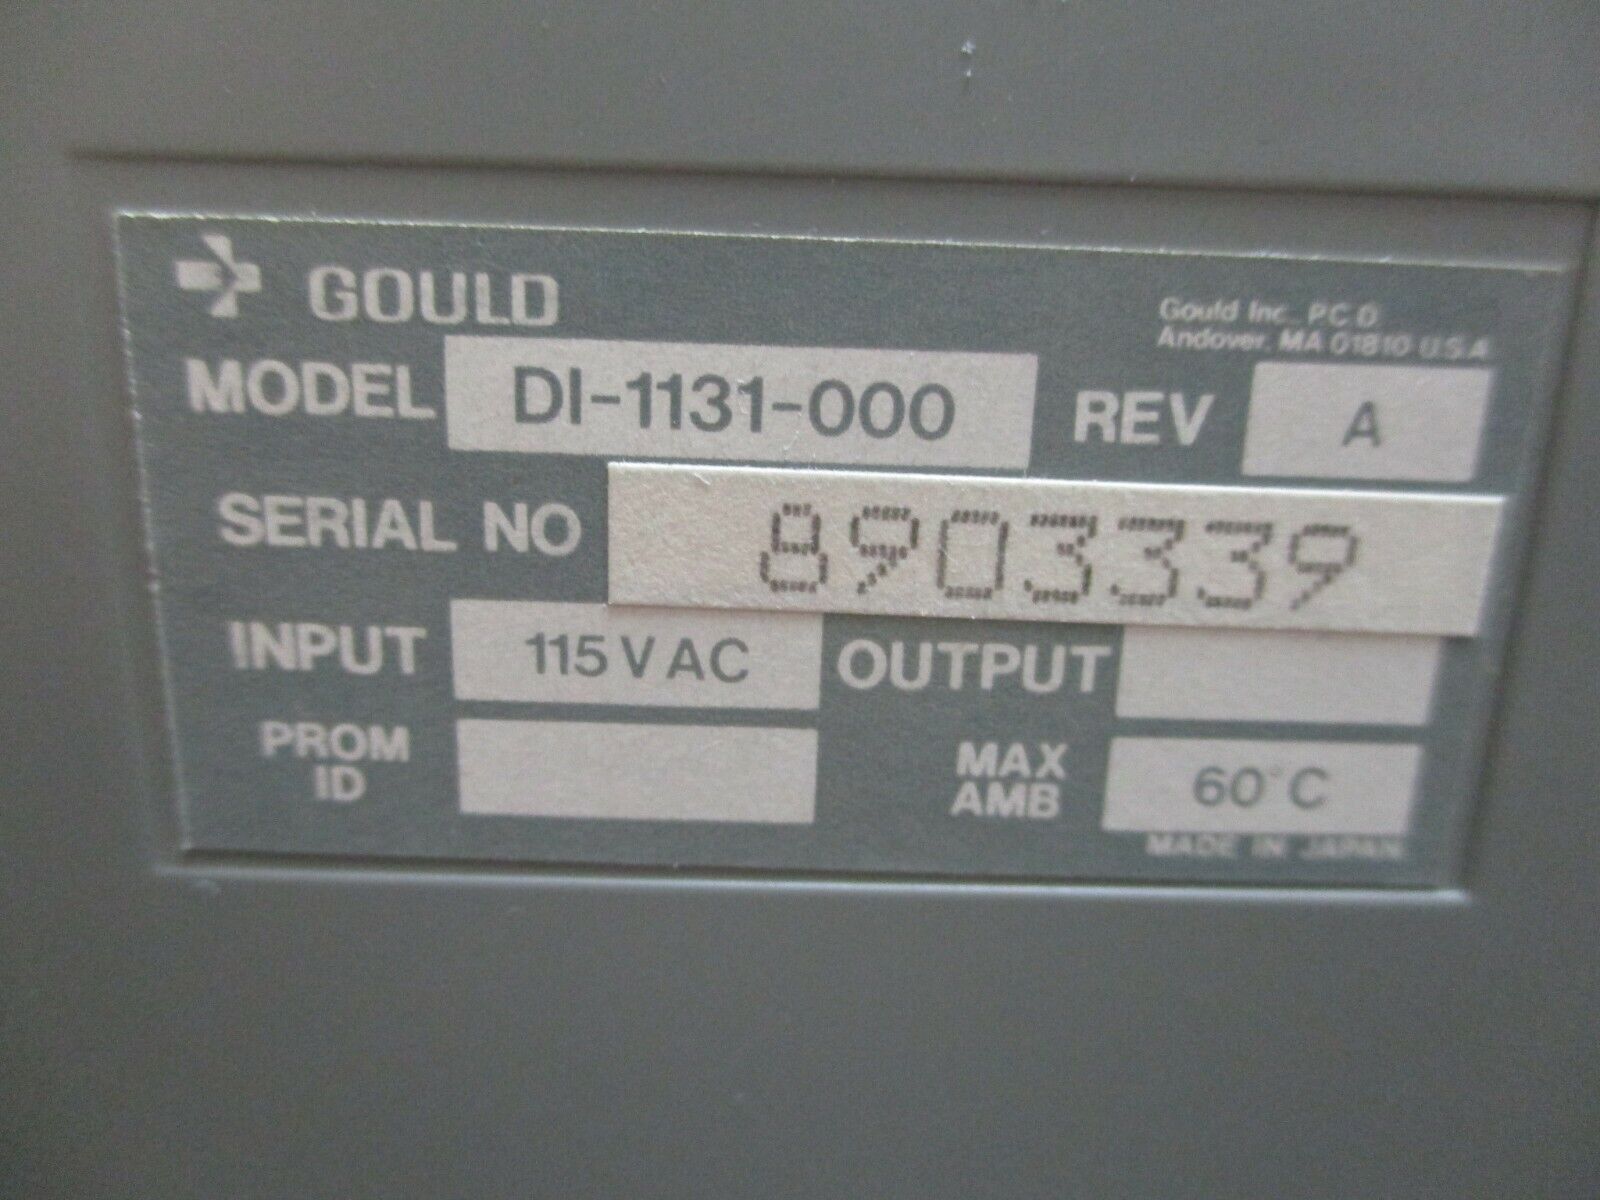 GOULD
Gould Inc., P.C.D
Andover, MA 01810 U.S.A
MODEL DI-1131-000 REV A
SERIAL NO 8903339
INPUT 115 V AC OUTPUT
PROM ID MAX AMB 60°C
MADE IN JAPAN